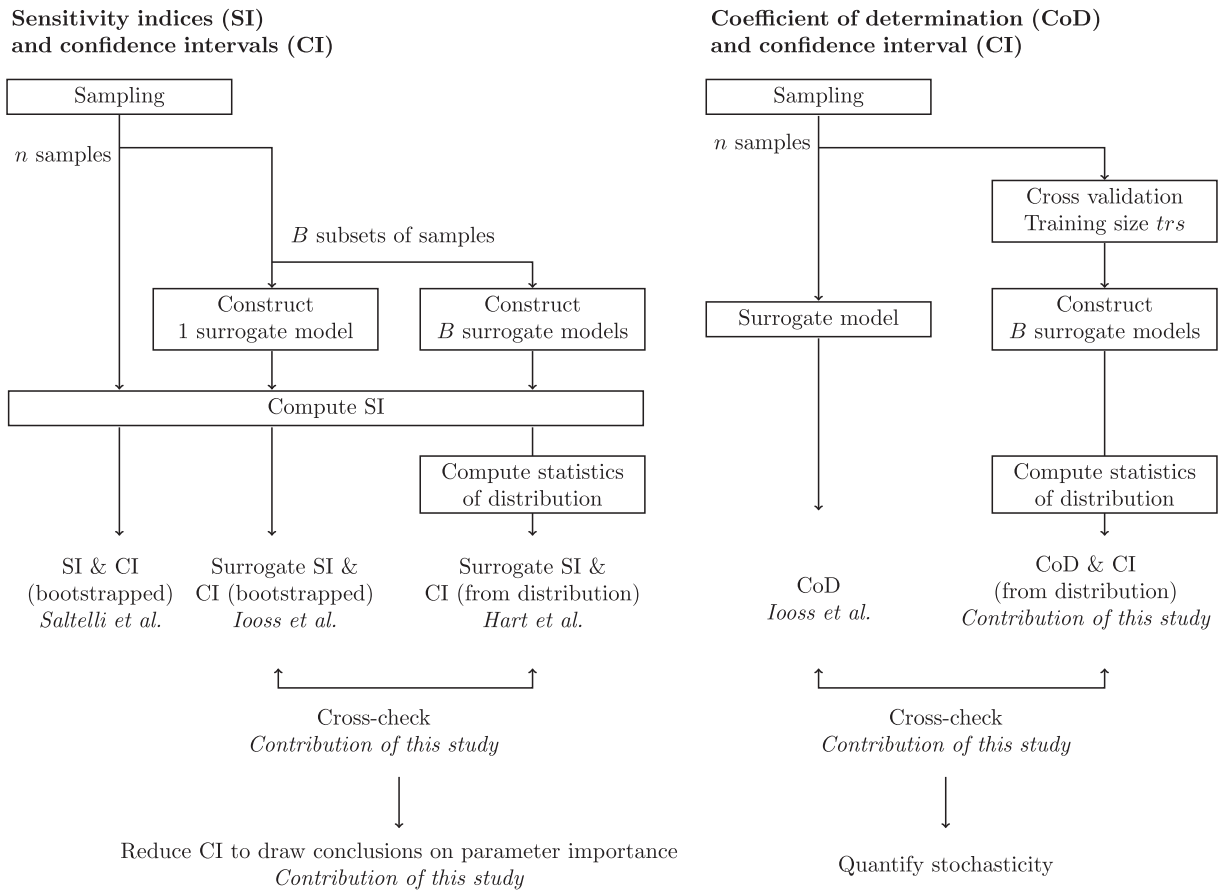 Sensitivity indices (SI)
and confidence intervals (CI)
Sampling
n samples
B subsets of samples
Construct
1 surrogate model
Construct
B surrogate models
Compute SI
Compute statistics
of distribution
SI & CI
(bootstrapped)
Saltelli et al.
Surrogate SI &
CI (bootstrapped)
Iooss et al.
Surrogate SI &
CI (from distribution)
Hart et al.
Cross-check
Contribution of this study
Reduce CI to draw conclusions on parameter importance
Contribution of this study
Coefficient of determination (CoD)
and confidence interval (CI)
Sampling
n samples
Cross validation
Training size trs
Surrogate model
Construct
B surrogate models
Compute statistics
of distribution
CoD
Iooss et al.
CoD & CI
(from distribution)
Contribution of this study
Cross-check
Contribution of this study
Quantify stochasticity